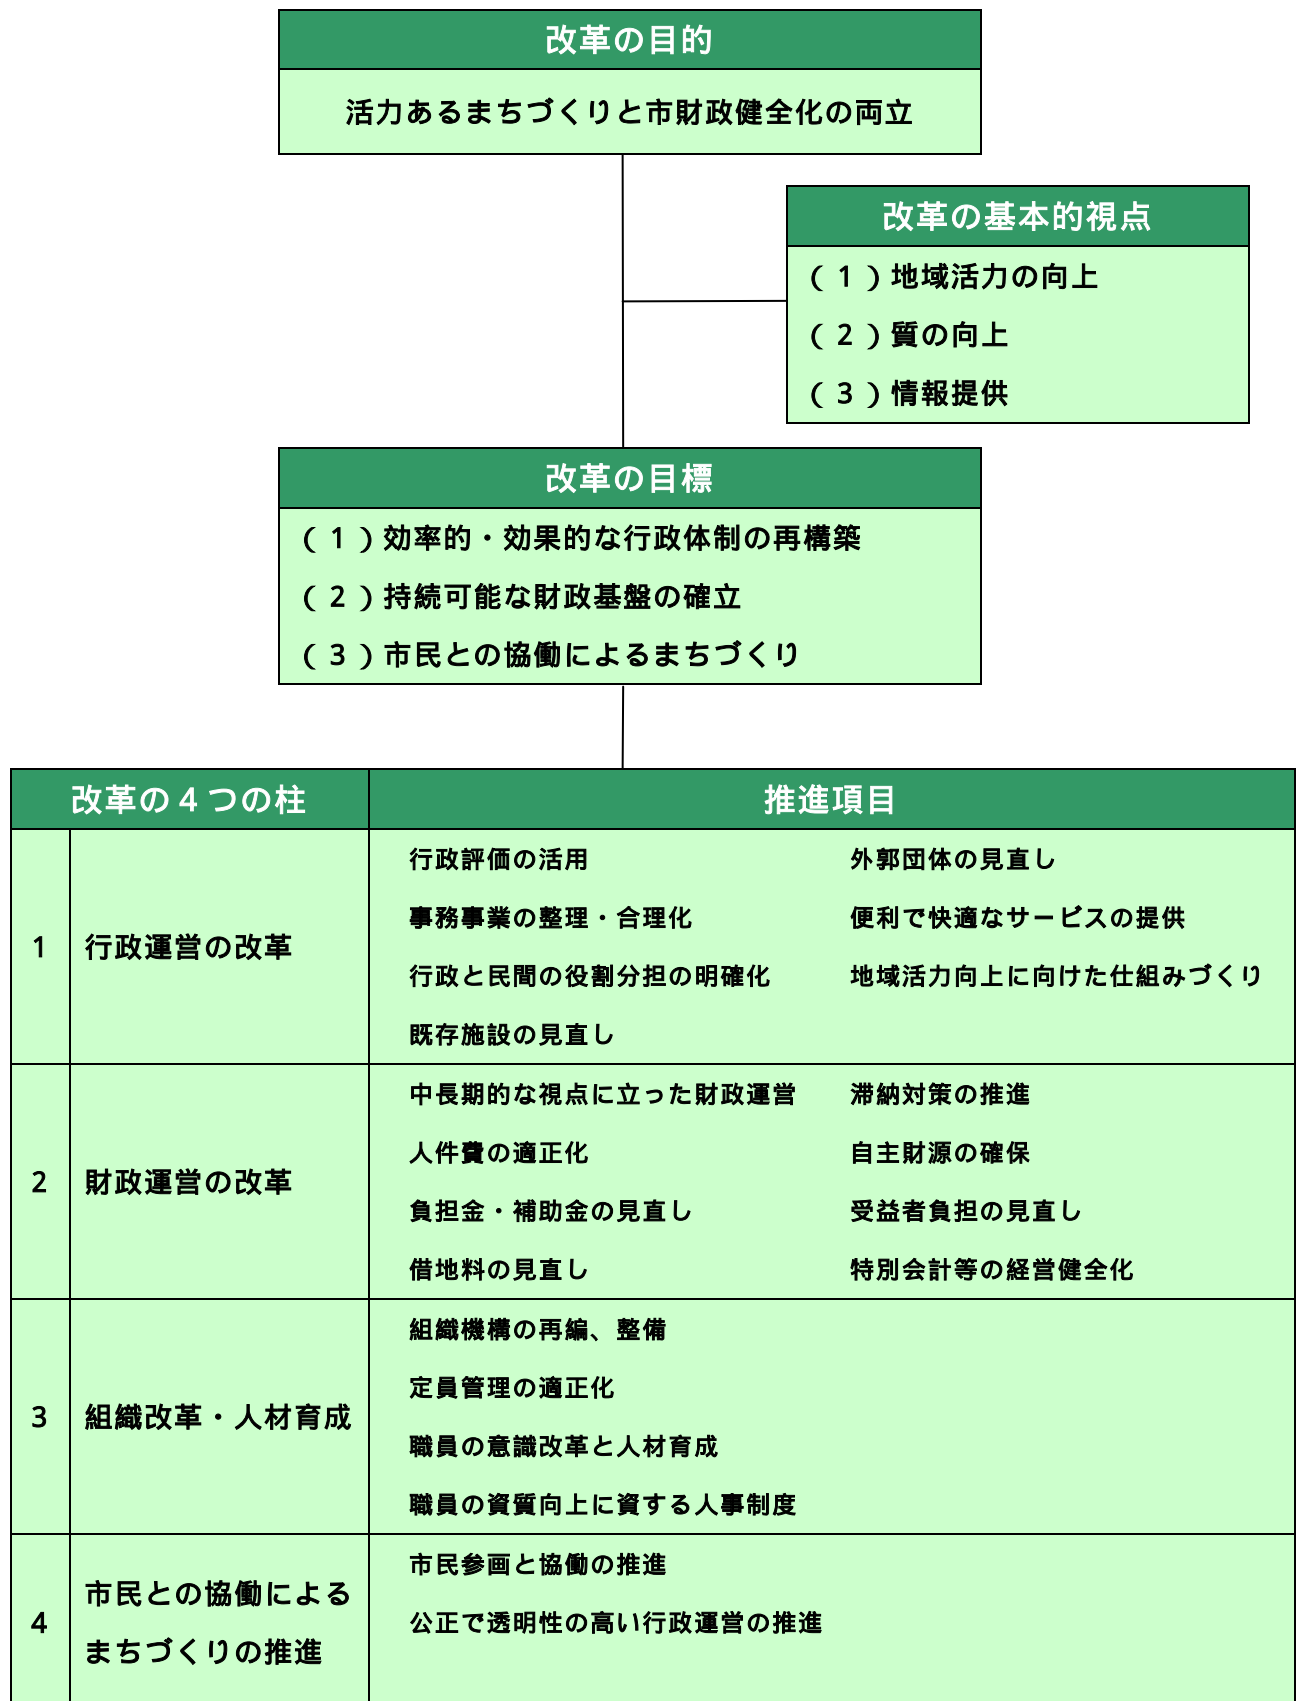 改革の目的
活力あるまちづくりと市財政健全化の両立
改革の基本的視点
（１）地域活力の向上
（２）質の向上
（３）情報提供
改革の目標
（１）効率的・効果的な行政体制の再構築
（２）持続可能な財政基盤の確立
（３）市民との協働によるまちづくり
改革の４つの柱
推進項目
1
行政運営の改革
行政評価の活用
外郭団体の見直し
事務事業の整理・合理化
便利で快適なサービスの提供
行政と民間の役割分担の明確化
地域活力向上に向けた仕組みづくり
既存施設の見直し
2
財政運営の改革
中長期的な視点に立った財政運営
滞納対策の推進
人件費の適正化
自主財源の確保
負担金・補助金の見直し
受益者負担の見直し
借地料の見直し
特別会計等の経営健全化
3
組織改革・人材育成
組織機構の再編、整備
定員管理の適正化
職員の意識改革と人材育成
職員の資質向上に資する人事制度
4
市民との協働による
まちづくりの推進
市民参画と協働の推進
公正で透明性の高い行政運営の推進